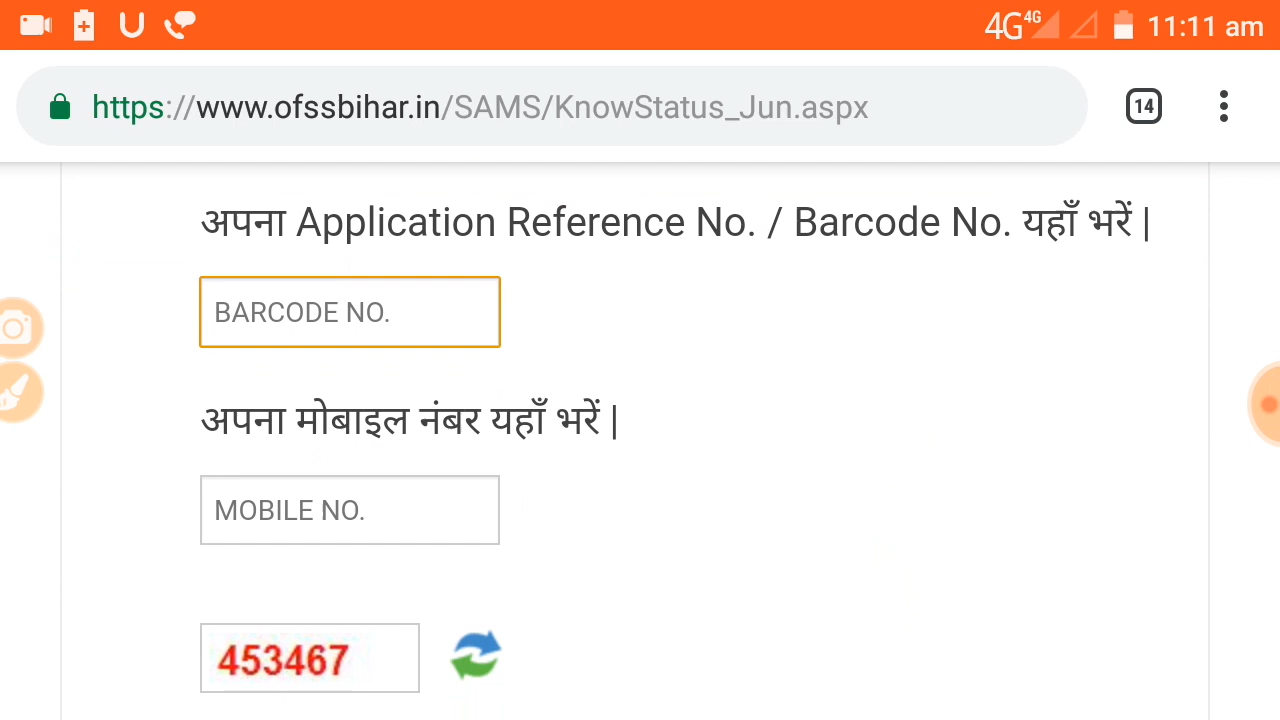 4G 4G 11:11 am
https://www.ofssbihar.in/SAMS/KnowStatus_Jun.aspx 14
अपना Application Reference No. / Barcode No. यहाँ भरें |
BARCODE NO.
अपना मोबाइल नंबर यहाँ भरें |
MOBILE NO.
453467